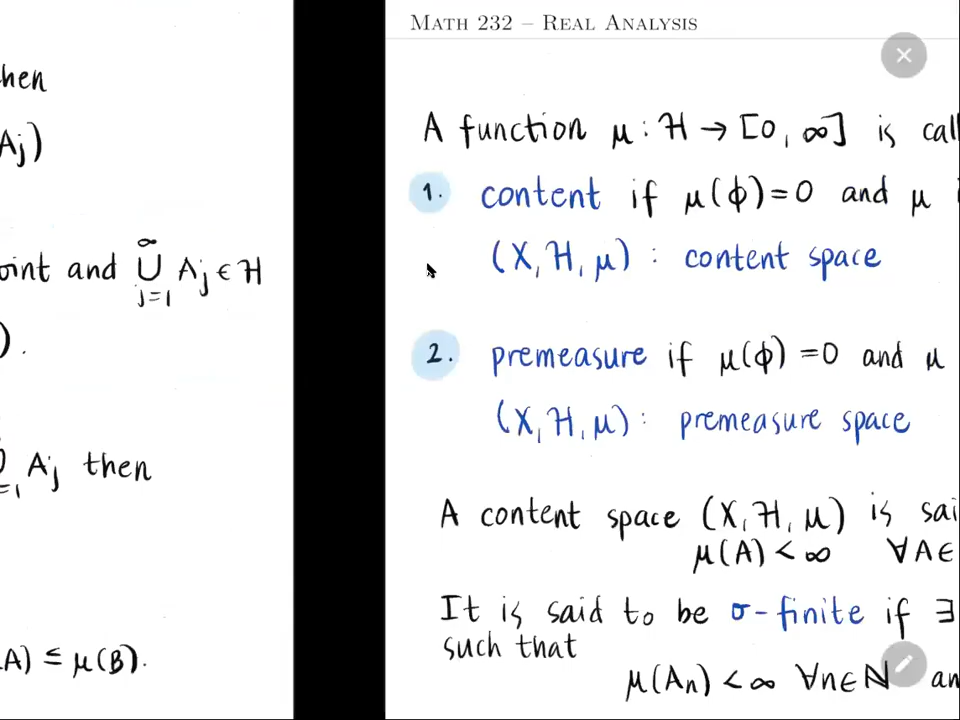 hen
Aj)
oint and ∞ ⋃ j=1 Aj ∈ ℋ
).
=1 Aj then
A) ≤ μ(B).
MATH 232 – REAL ANALYSIS
A function μ : ℋ → [0, ∞] is call
1. content if μ(ϕ)=0 and μ
(X, ℋ, μ) : content space
2. premeasure if μ(ϕ) =0 and μ
(X, ℋ, μ) : premeasure space
A content space (X, ℋ, μ) is sai
μ(A) < ∞ ∀A∈
It is said to be σ-finite if ∃
such that
μ(An) < ∞ ∀n∈ℕ an